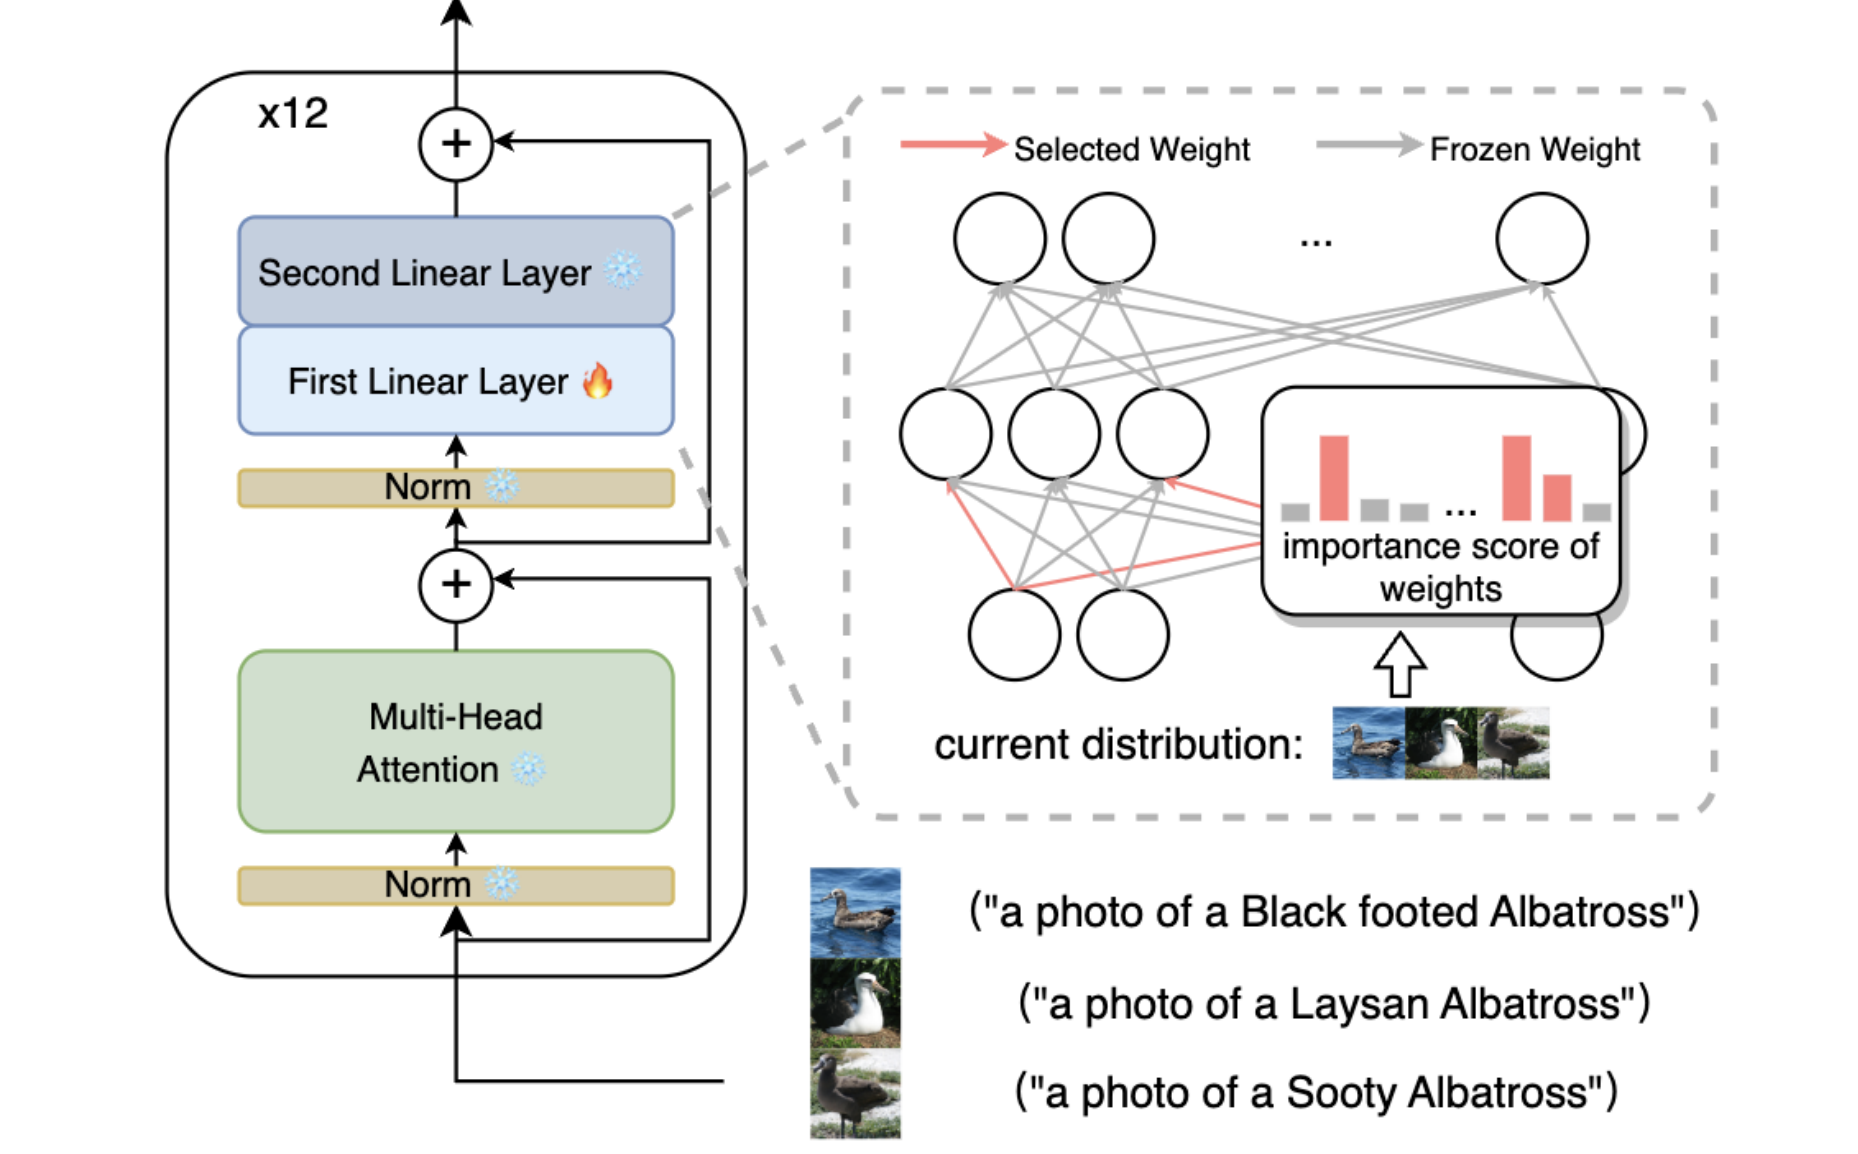 x12
+
Second Linear Layer
First Linear Layer
Norm
+
Multi-Head
Attention
Norm
Selected Weight
Frozen Weight
...
...
importance score of
weights
current distribution:
("a photo of a Black footed Albatross")
("a photo of a Laysan Albatross")
("a photo of a Sooty Albatross")